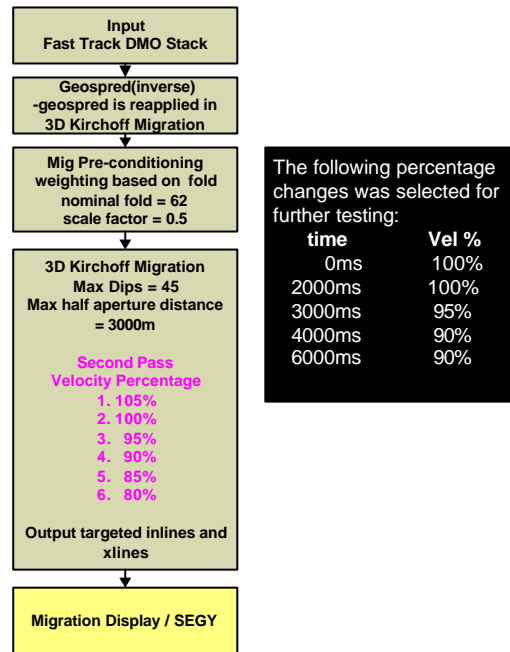 Input
Fast Track DMO Stack
Geospred(inverse)
-geospred is reapplied in
3D Kirchoff Migration
Mig Pre-conditioning
weighting based on fold
nominal fold = 62
scale factor = 0.5
3D Kirchoff Migration
Max Dips = 45
Max half aperture distance
= 3000m
Second Pass
Velocity Percentage
1. 105%
2. 100%
3. 95%
4. 90%
5. 85%
6. 80%
Output targeted inlines and
xlines
Migration Display / SEGY
The following percentage
changes was selected for
further testing:
time Vel %
0ms 100%
2000ms 100%
3000ms 95%
4000ms 90%
6000ms 90%